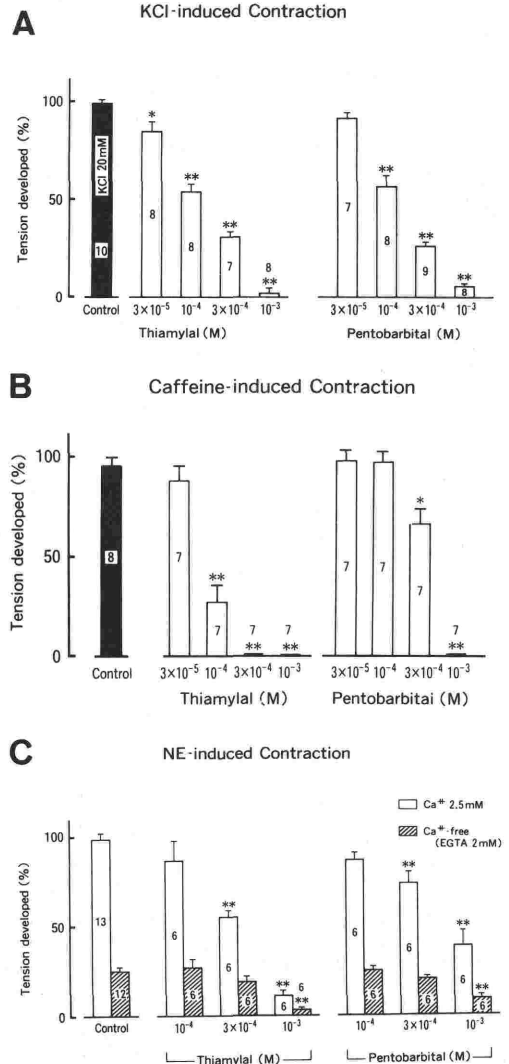 A
KCl-induced Contraction
Tension developed (%)
100
50
0
KCl 20mM
10
*
8
**
8
**
7
8
**
7
**
8
**
9
**
8
Control
3×10⁻⁵ 10⁻⁴ 3×10⁻⁴ 10⁻³
Thiamylal (M)
3×10⁻⁵ 10⁻⁴ 3×10⁻⁴ 10⁻³
Pentobarbital (M)
B
Caffeine-induced Contraction
Tension developed (%)
100
50
0
8
7
**
7
7
**
7
**
7
7
*
7
7
**
Control
3×10⁻⁵ 10⁻⁴ 3×10⁻⁴ 10⁻³
Thiamylal (M)
3×10⁻⁵ 10⁻⁴ 3×10⁻⁴ 10⁻³
Pentobarbitai (M)
C
NE-induced Contraction
Ca⁺⁺ 2.5mM
Ca⁺⁺-free
(EGTA 2mM)
Tension developed (%)
100
50
0
13
12
6
6
**
6
6
**
6
6
**
6
6
**
6
6
**
6
**
6
Control
10⁻⁴ 3×10⁻⁴ 10⁻³
Thiamylal (M)
10⁻⁴ 3×10⁻⁴ 10⁻³
Pentobarbital (M)